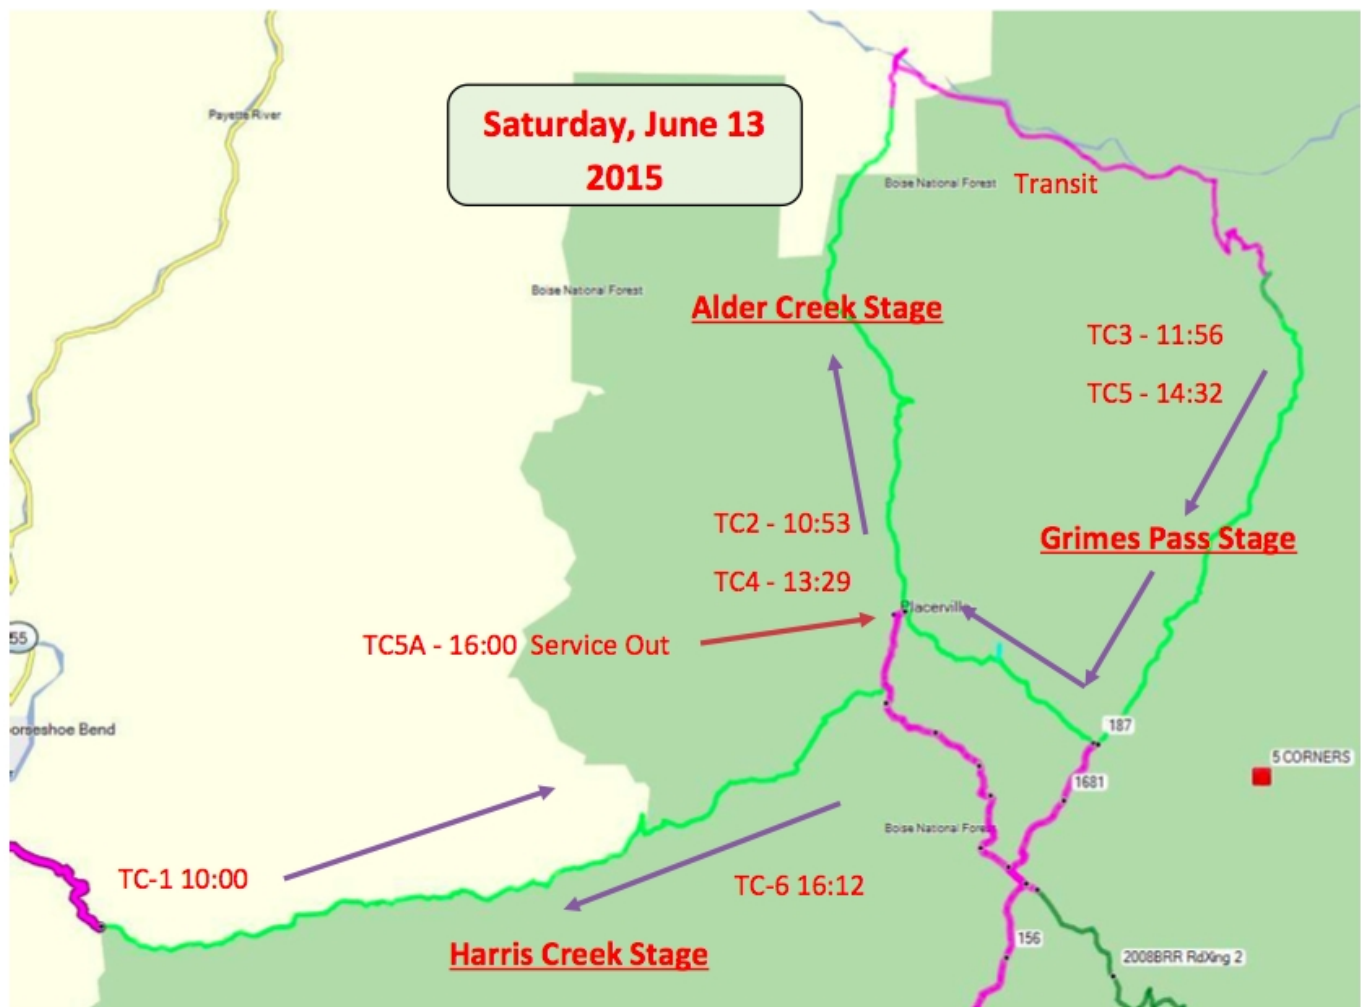 Payette River
Saturday, June 13
2015
Boise National Forest
Transit
Boise National Forest
Alder Creek Stage
TC3 - 11:56
TC5 - 14:32
TC2 - 10:53
Grimes Pass Stage
TC4 - 13:29
Placerville
TC5A - 16:00 Service Out
55
orseshoe Bend
187
5 CORNERS
1681
Boise National Forest
TC-1 10:00
TC-6 16:12
156
Harris Creek Stage
2008BRR RdXing 2